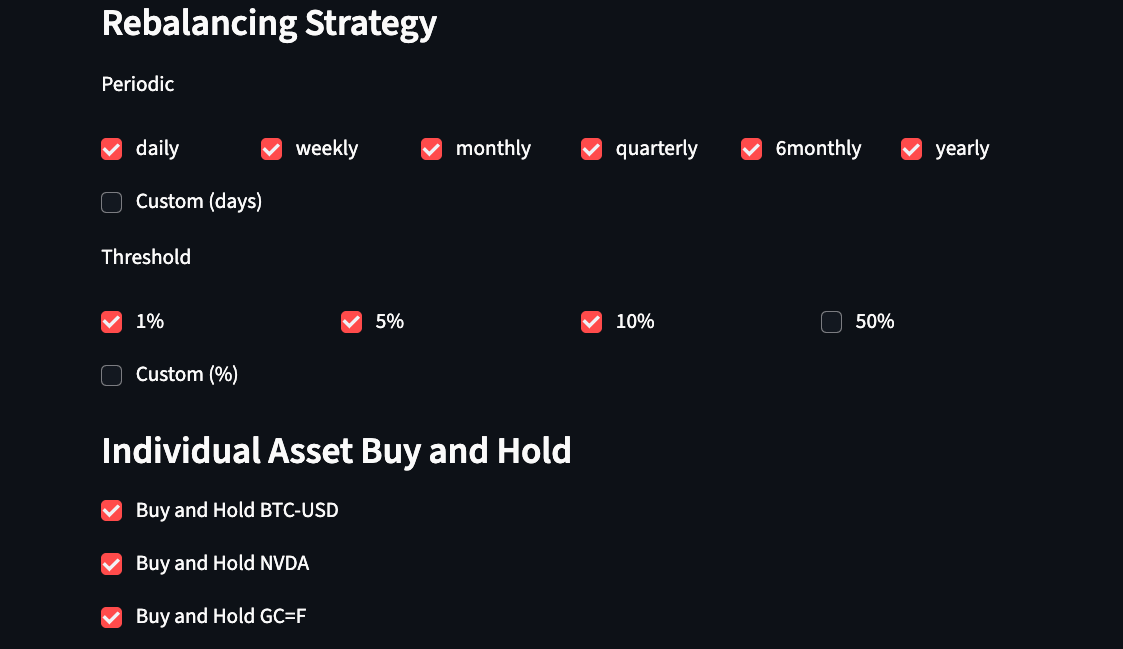 Rebalancing Strategy
Periodic
daily weekly monthly quarterly 6monthly yearly
Custom (days)
Threshold
1% 5% 10% 50%
Custom (%)
Individual Asset Buy and Hold
Buy and Hold BTC-USD
Buy and Hold NVDA
Buy and Hold GC=F